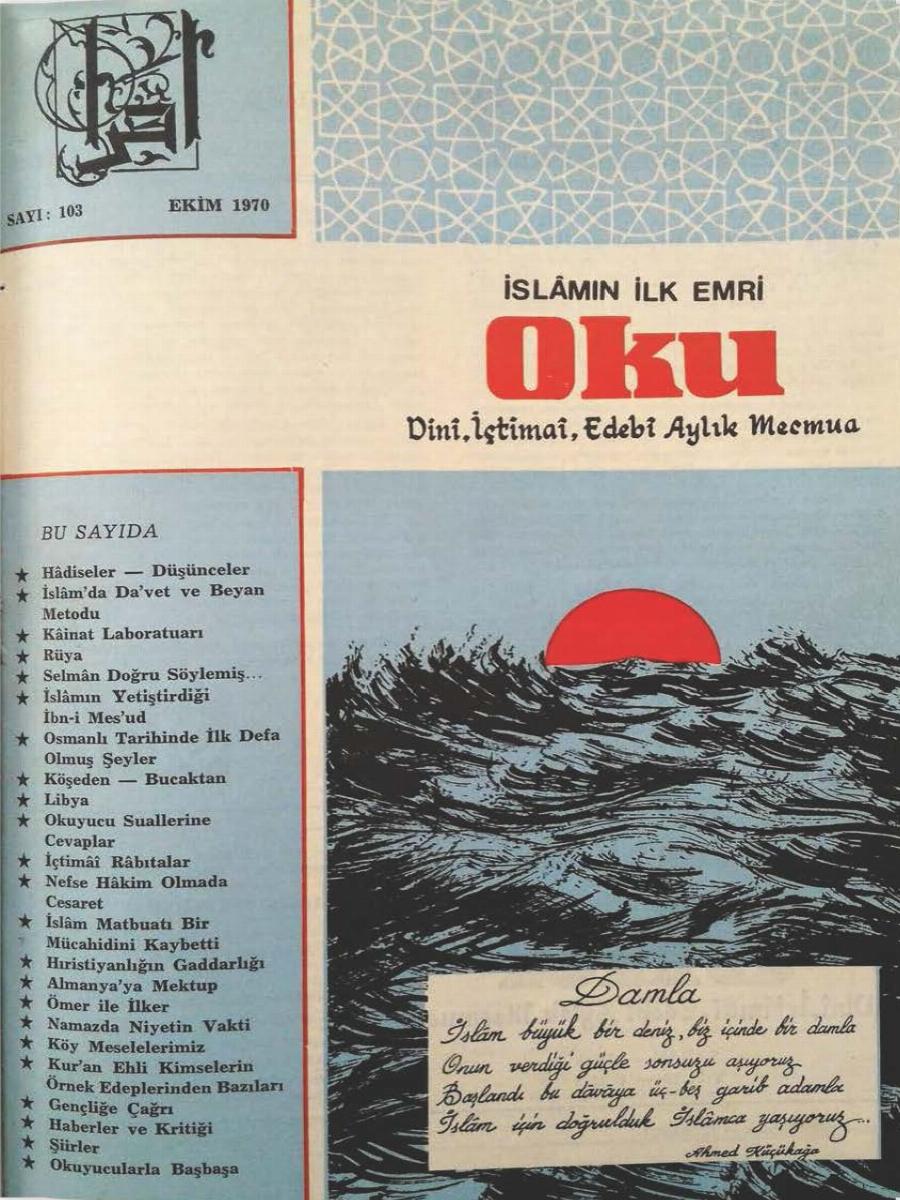 SAYI: 103
EKİM 1970
İSLÂMIN İLK EMRİ
Oku
Dinî, İçtimaî, Edebî Aylık Mecmua
BU SAYIDA
★ Hâdiseler — Düşünceler
★ İslâm'da Da'vet ve Beyan
Metodu
★ Kâinat Laboratuarı
★ Rüya
★ Selmân Doğru Söylemiş...
★ İslâmın Yetiştirdiği
İbn-i Mes'ud
★ Osmanlı Tarihinde İlk Defa
Olmuş Şeyler
★ Köşeden — Bucaktan
★ Libya
★ Okuyucu Suallerine
Cevaplar
★ İçtimâî Râbıtalar
★ Nefse Hâkim Olmada
Cesaret
★ İslâm Matbuatı Bir
Mücahidini Kaybetti
★ Hıristiyanlığın Gaddarlığı
★ Almanya'ya Mektup
★ Ömer ile İlker
★ Namazda Niyetin Vakti
★ Köy Meselelerimiz
★ Kur'an Ehli Kimselerin
Örnek Edeplerinden Bazıları
★ Gençliğe Çağrı
★ Haberler ve Kritiği
★ Şiirler
★ Okuyucularla Başbaşa
Damla
İslâm büyük bir deniz, biz içinde bir damla
Onun verdiği güçle sonsuzu aşıyoruz
Başlandı bu dâvâya üç-beş garib adamla
İslâm için doğrulduk İslâmca yaşıyoruz...
Ahmed Küçükağa